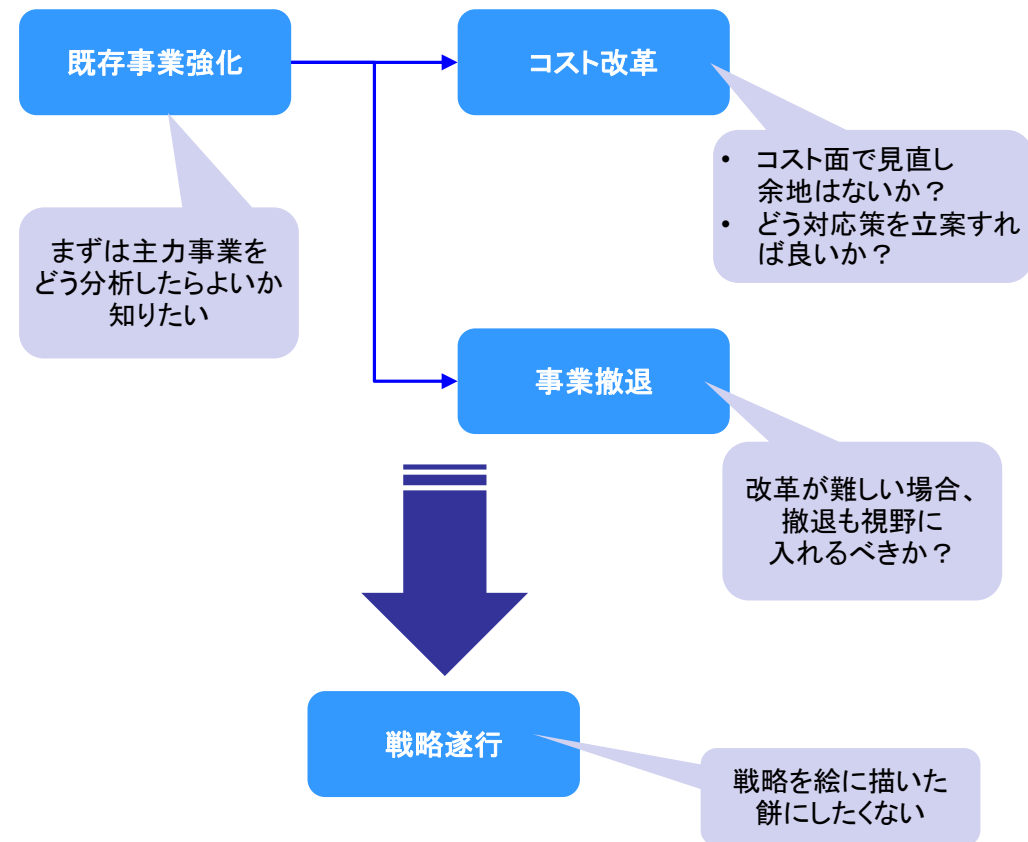 既存事業強化
コスト改革
• コスト面で見直し
余地はないか？
• どう対応策を立案すれ
ば良いか？
まずは主力事業を
どう分析したらよいか
知りたい
事業撤退
改革が難しい場合、
撤退も視野に
入れるべきか？
戦略遂行
戦略を絵に描いた
餅にしたくない